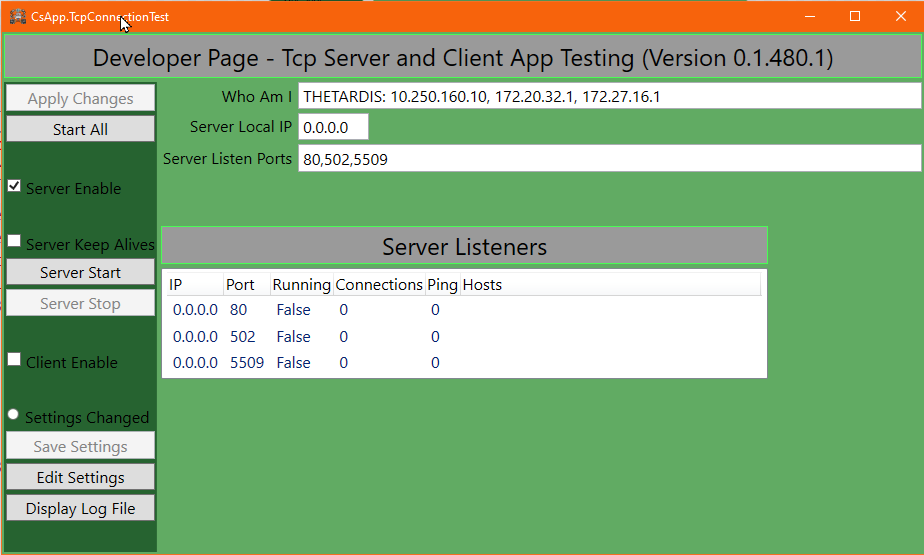 CsApp.TcpConnectionTest
Developer Page - Tcp Server and Client App Testing (Version 0.1.480.1)
Apply Changes
Start All
Server Enable
Server Keep Alives
Server Start
Server Stop
Client Enable
Settings Changed
Save Settings
Edit Settings
Display Log File
Who Am I THETARDIS: 10.250.160.10, 172.20.32.1, 172.27.16.1
Server Local IP 0.0.0.0
Server Listen Ports 80,502,5509
Server Listeners
IP Port Running Connections Ping Hosts
0.0.0.0 80 False 0 0
0.0.0.0 502 False 0 0
0.0.0.0 5509 False 0 0